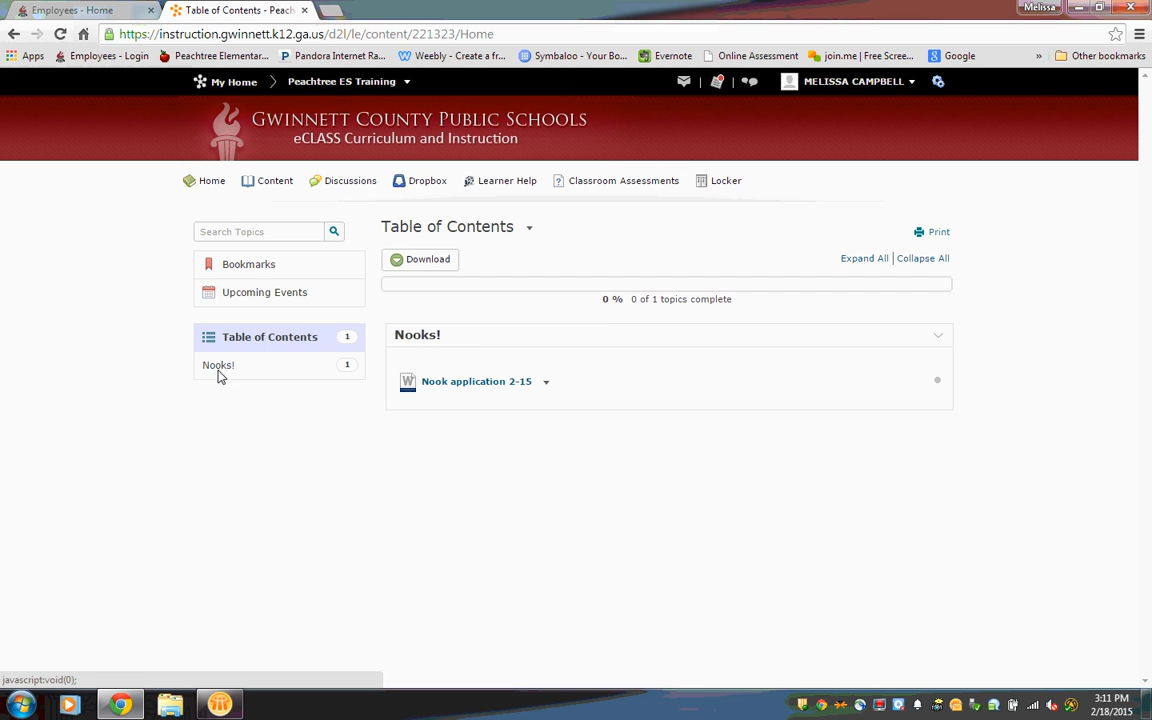 Employees - Home
Table of Contents - Peach
Melissa
https://instruction.gwinnett.k12.ga.us/d2l/le/content/221323/Home
Apps
Employees - Login
Peachtree Elementar...
Pandora Internet Ra...
Weebly - Create a fr...
Symbaloo - Your Bo...
Evernote
Online Assessment
join.me | Free Scree...
Google
»
Other bookmarks
My Home
Peachtree ES Training
MELISSA CAMPBELL
GWINNETT COUNTY PUBLIC SCHOOLS
eCLASS Curriculum and Instruction
Home
Content
Discussions
Dropbox
Learner Help
Classroom Assessments
Locker
Search Topics
Table of Contents
Print
Bookmarks
Download
Expand All | Collapse All
Upcoming Events
0 % 0 of 1 topics complete
Table of Contents 1
Nooks!
Nooks! 1
Nook application 2-15
javascript:void(0);
3:11 PM
2/18/2015